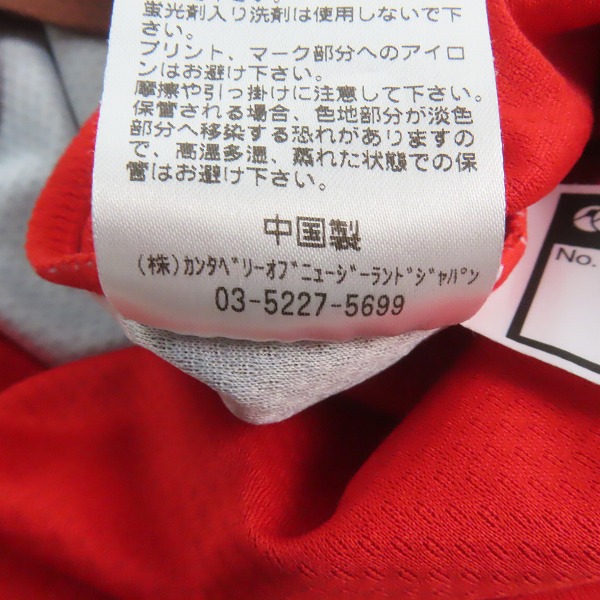 蛍光剤入り洗剤は使用しないで下
さい。
プリント、マーク部分へのアイロ
ンはお避け下さい。
摩擦や引っ掛けに注意して下さい。
保管される場合、色地部分が淡色
部分へ移染する恐れがありますの
で、高温多湿、蒸れた状態での保
管はお避け下さい。
中国製
(株)ｶﾝﾀﾍﾞﾘｰｵﾌﾞﾆｭｰｼﾞｰﾗﾝﾄﾞｼﾞｬﾊﾟﾝ
03-5227-5699
No.